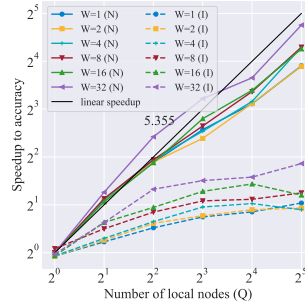 2^5
2^4
2^3
2^2
2^1
2^0
Speedup to accuracy
W=1 (N)
W=2 (N)
W=4 (N)
W=8 (N)
W=16 (N)
W=32 (N)
linear speedup
W=1 (I)
W=2 (I)
W=4 (I)
W=8 (I)
W=16 (I)
W=32 (I)
5.355
2^0 2^1 2^2 2^3 2^4
Number of local nodes (Q)